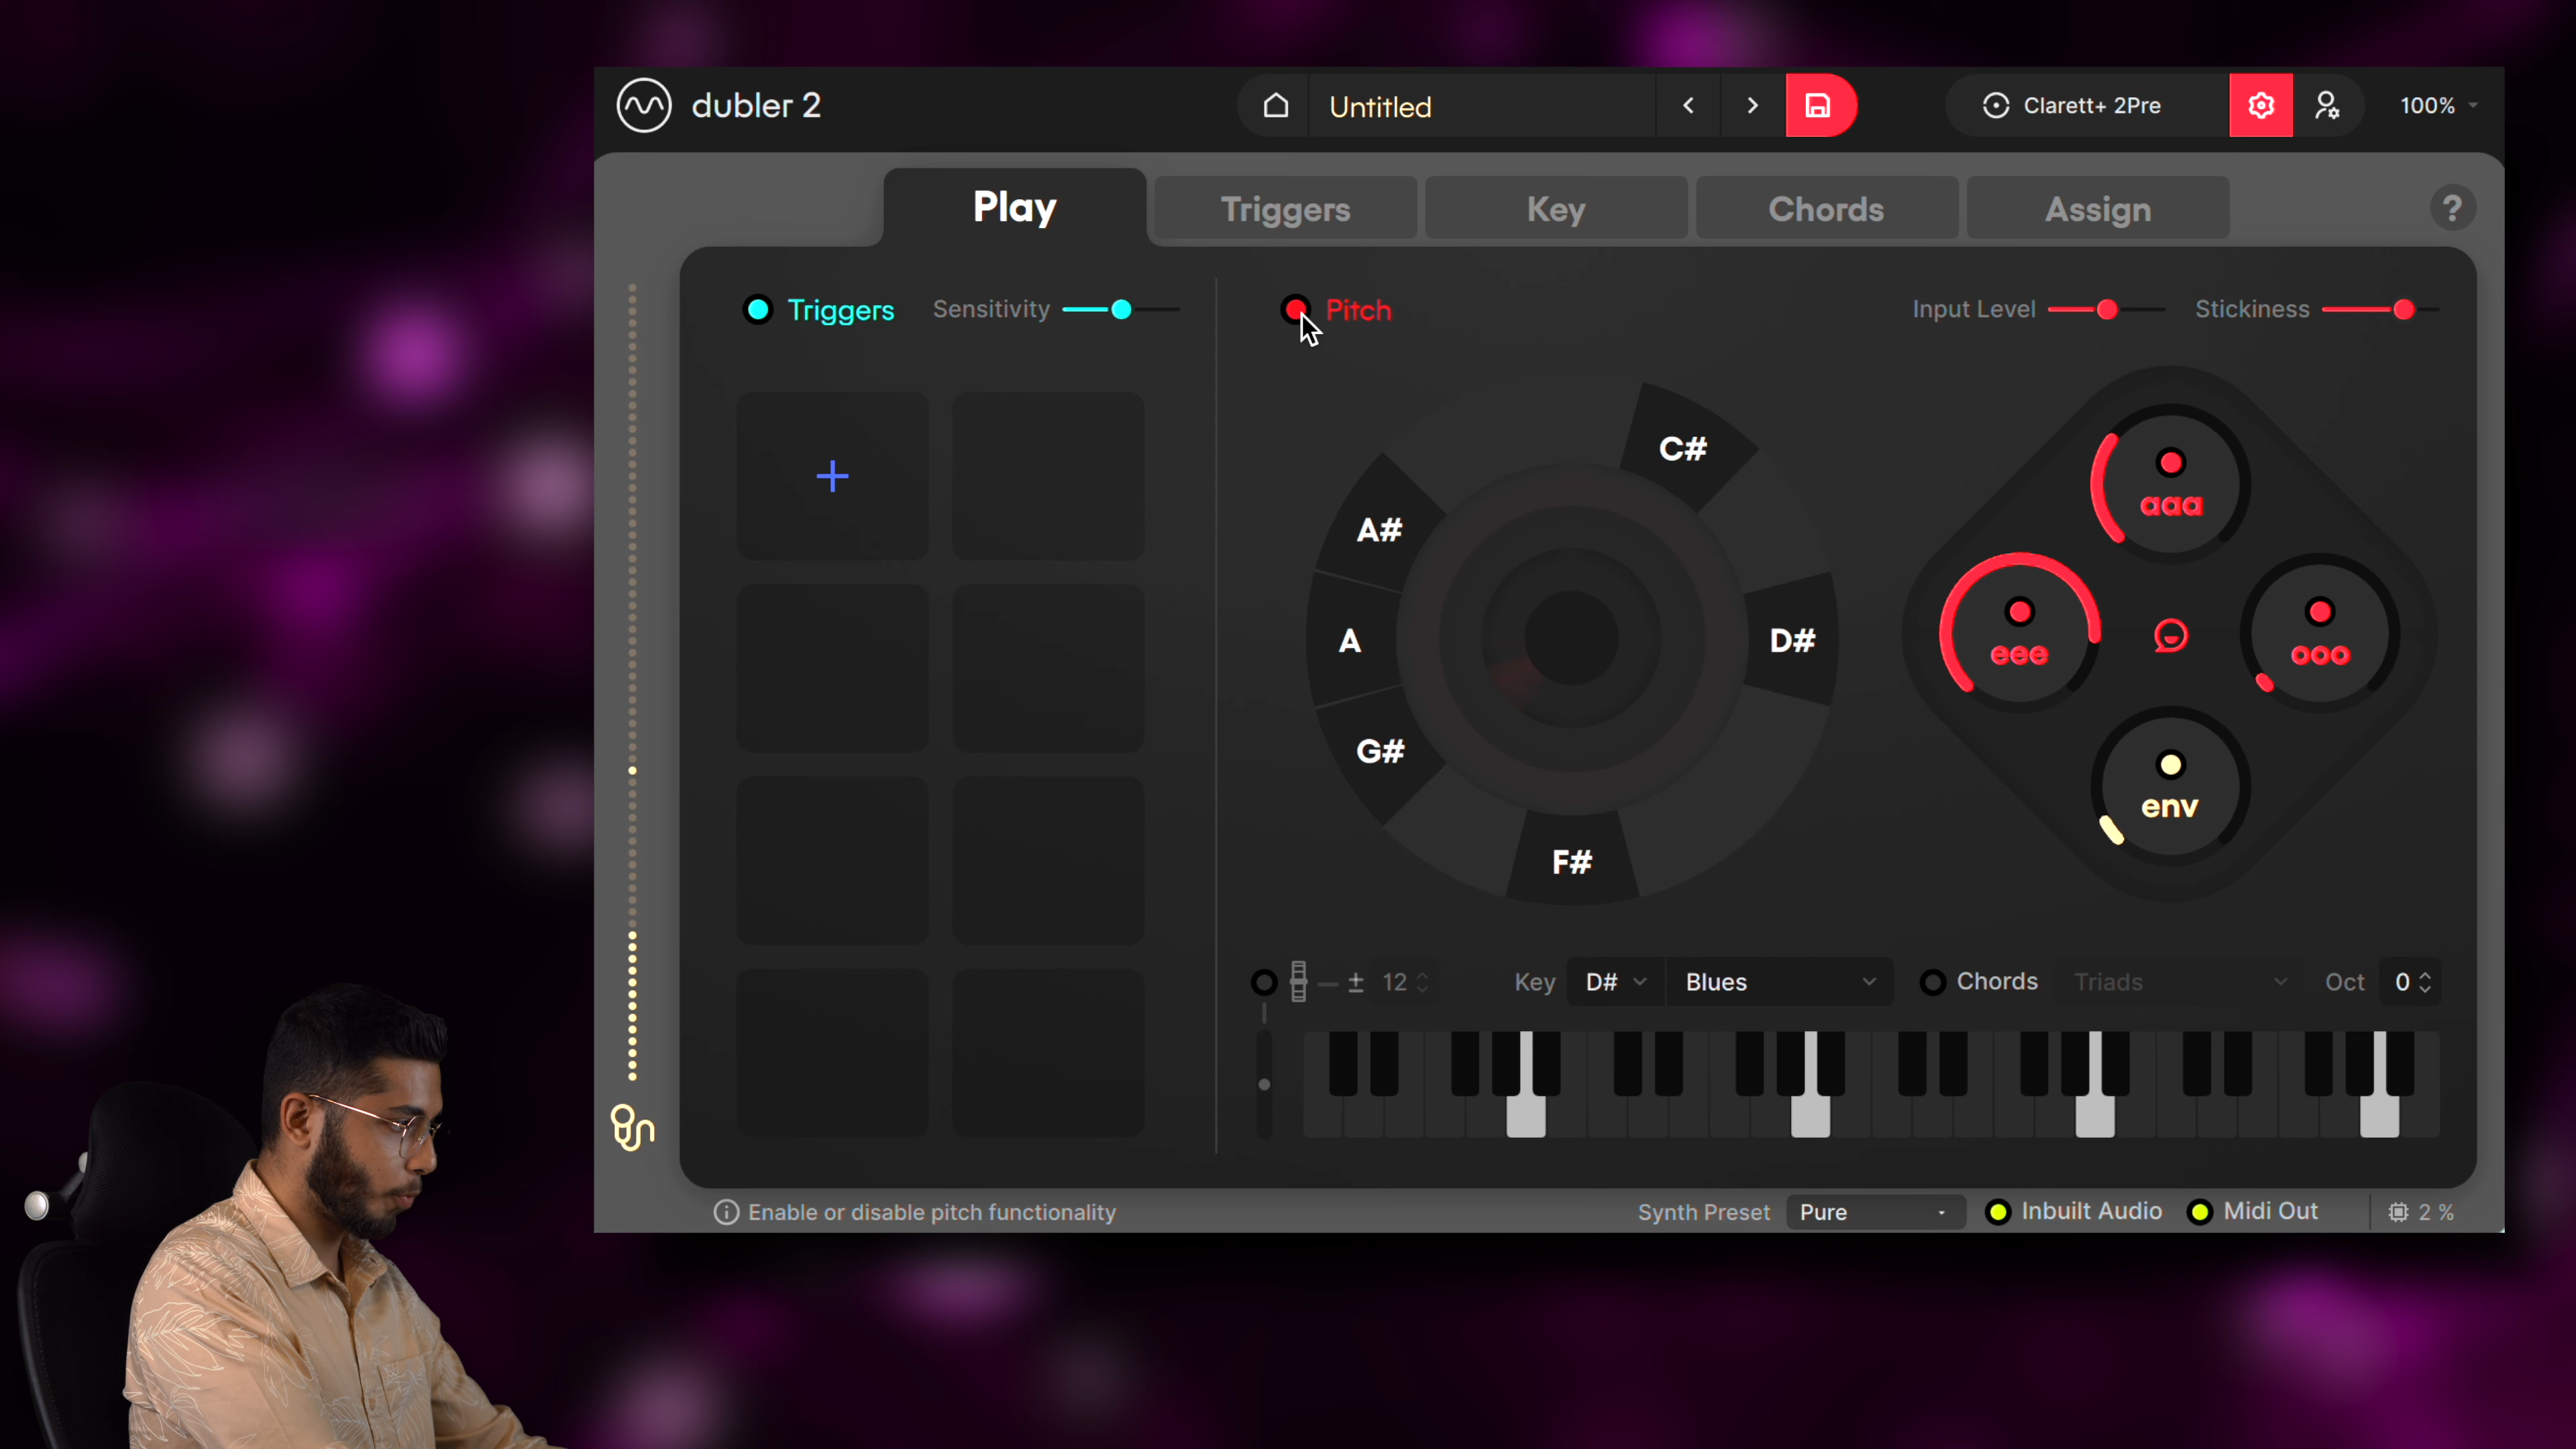 dubler 2
Untitled
Clarett+ 2Pre
100%
Play
Triggers
Key
Chords
Assign
?
Triggers
Sensitivity
Pitch
Input Level
Stickiness
C#
A#
A
D#
G#
F#
aaa
eee
ooo
env
± 12
Key
D#
Blues
Chords
Triads
Oct
0
Enable or disable pitch functionality
Synth Preset
Pure
Inbuilt Audio
Midi Out
2 %